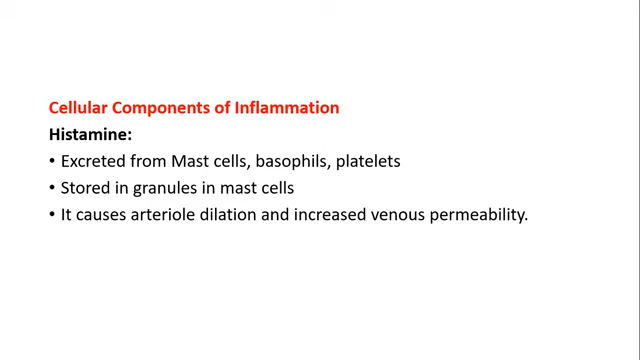 Cellular Components of Inflammation
Histamine:
• Excreted from Mast cells, basophils, platelets
• Stored in granules in mast cells
• It causes arteriole dilation and increased venous permeability.